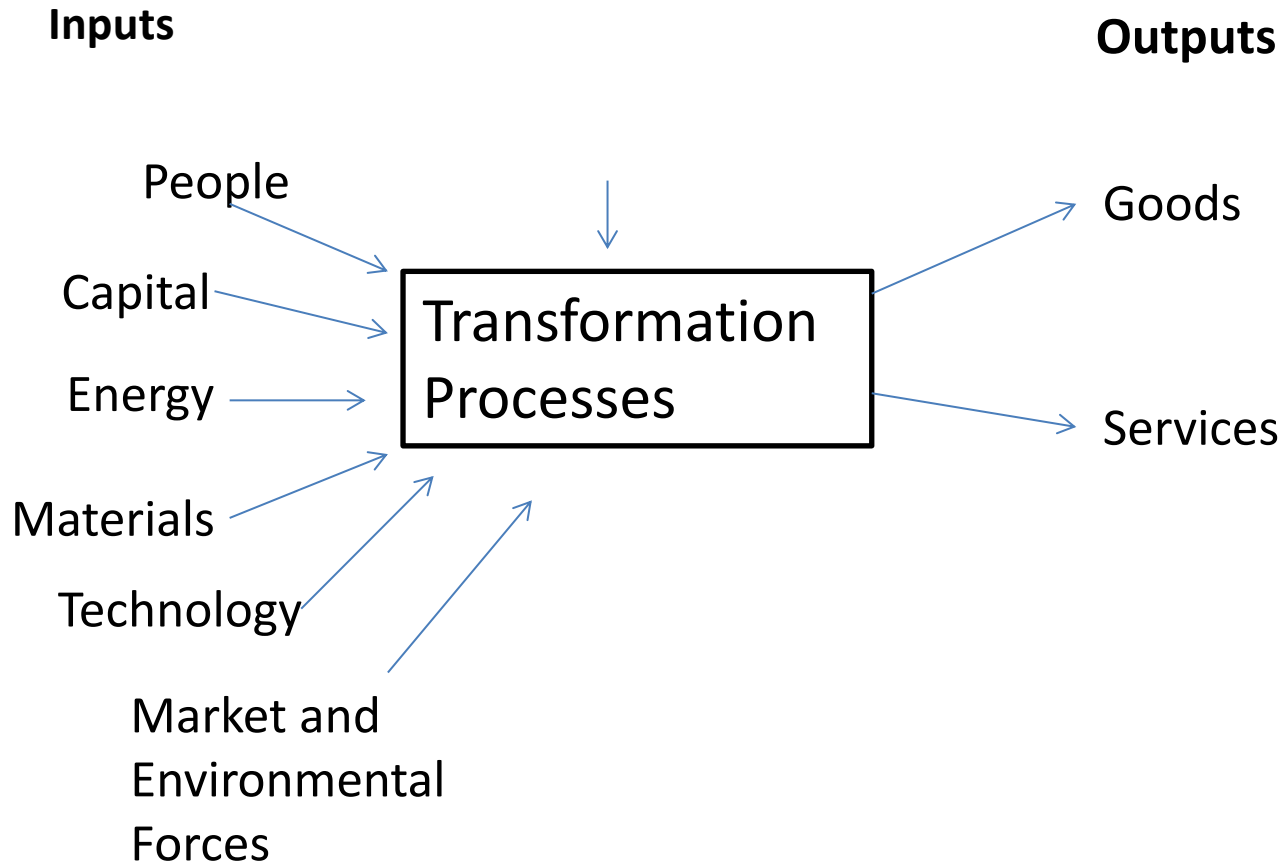 Inputs
Outputs
People
Goods
Capital
Transformation
Processes
Energy
Services
Materials
Technology
Market and
Environmental
Forces